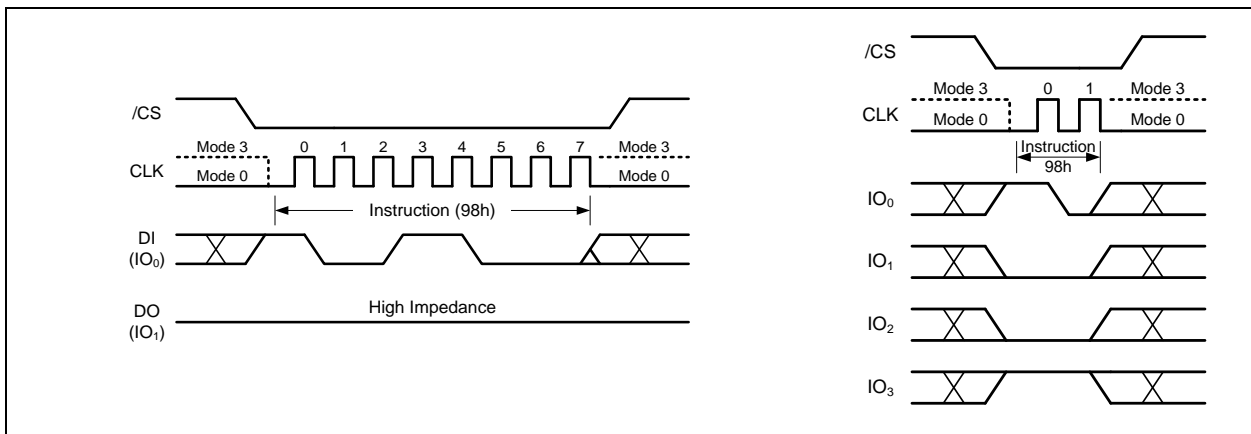 /CS
Mode 3
0 1 2 3 4 5 6 7
Mode 3
CLK
Mode 0
Mode 0
Instruction (98h)
DI
(IO0)
High Impedance
DO
(IO1)
/CS
Mode 3
0 1
Mode 3
CLK
Mode 0
Mode 0
Instruction
98h
IO0
IO1
IO2
IO3